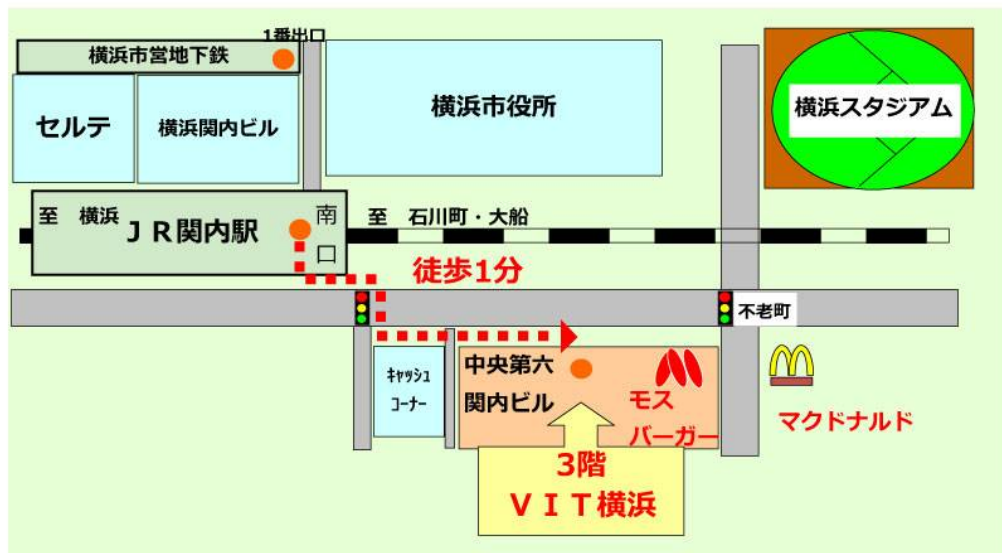 1番出口
横浜市営地下鉄
セルテ
横浜関内ビル
横浜市役所
横浜スタジアム
至 横浜
ＪＲ関内駅
南
口
至 石川町・大船
徒歩1分
不老町
ｷｬｯｼｭ
ｺｰﾅｰ
中央第六
関内ビル
モス
バーガー
マクドナルド
3階
ＶＩＴ横浜